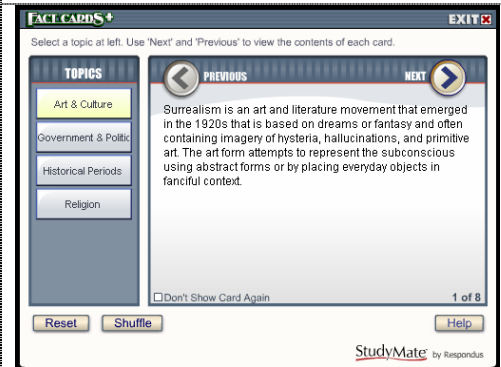 FACT CARDS+
EXIT
Select a topic at left. Use 'Next' and 'Previous' to view the contents of each card.
TOPICS
Art & Culture
Government & Politic
Historical Periods
Religion
PREVIOUS
NEXT
Surrealism is an art and literature movement that emerged
in the 1920s that is based on dreams or fantasy and often
containing imagery of hysteria, hallucinations, and primitive
art. The art form attempts to represent the subconscious
using abstract forms or by placing everyday objects in
fanciful context.
Don't Show Card Again
1 of 8
Reset
Shuffle
Help
StudyMate by Respondus